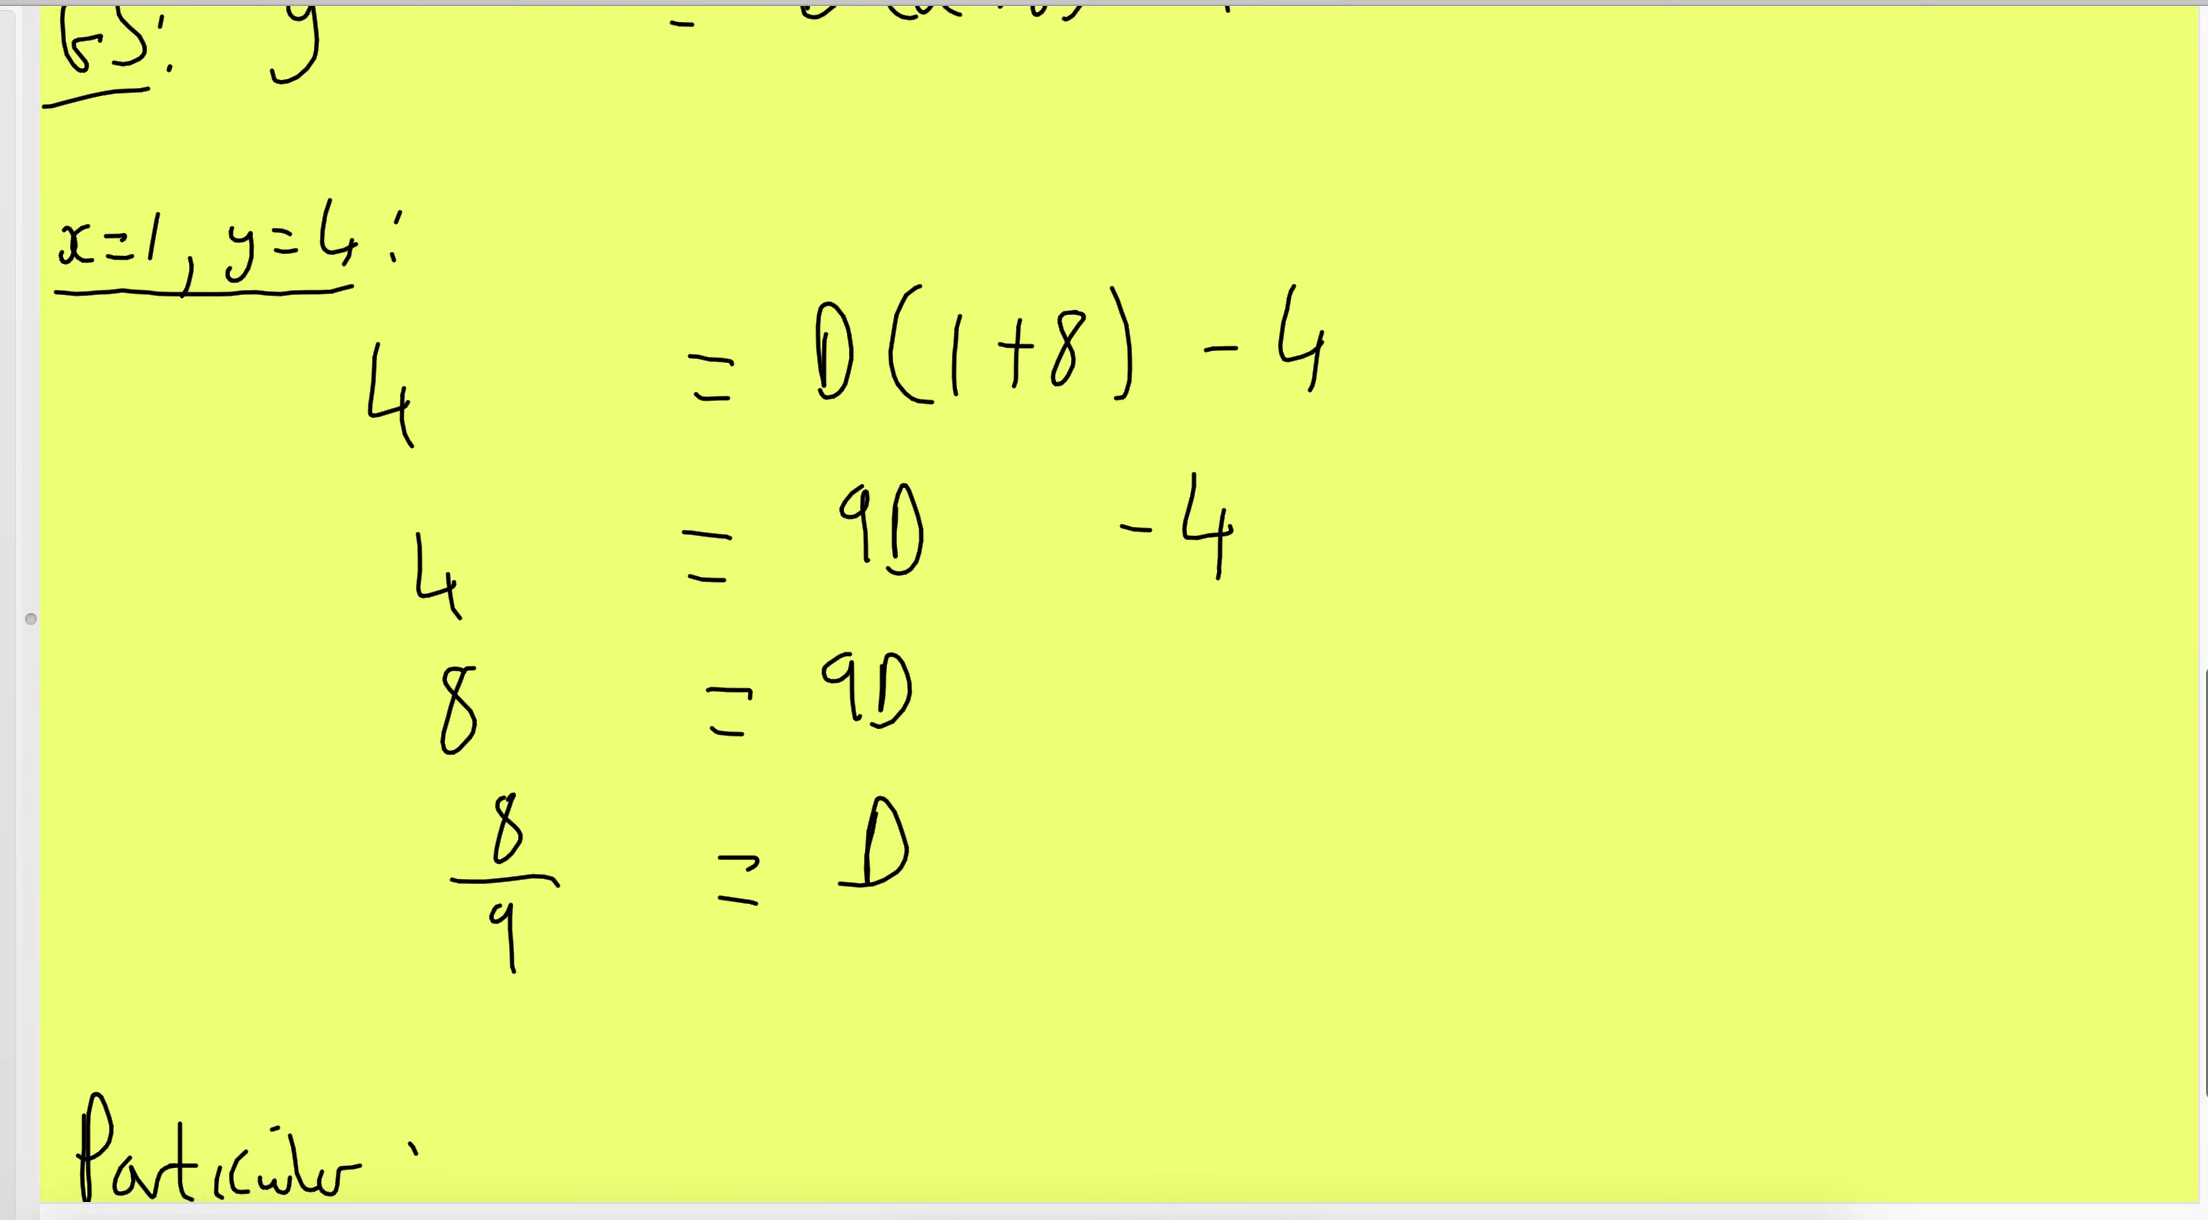 GS: y =
x=1, y=4:
4 = D(1+8) - 4
4 = 9D - 4
8 = 9D
8/9 = D
Particular: